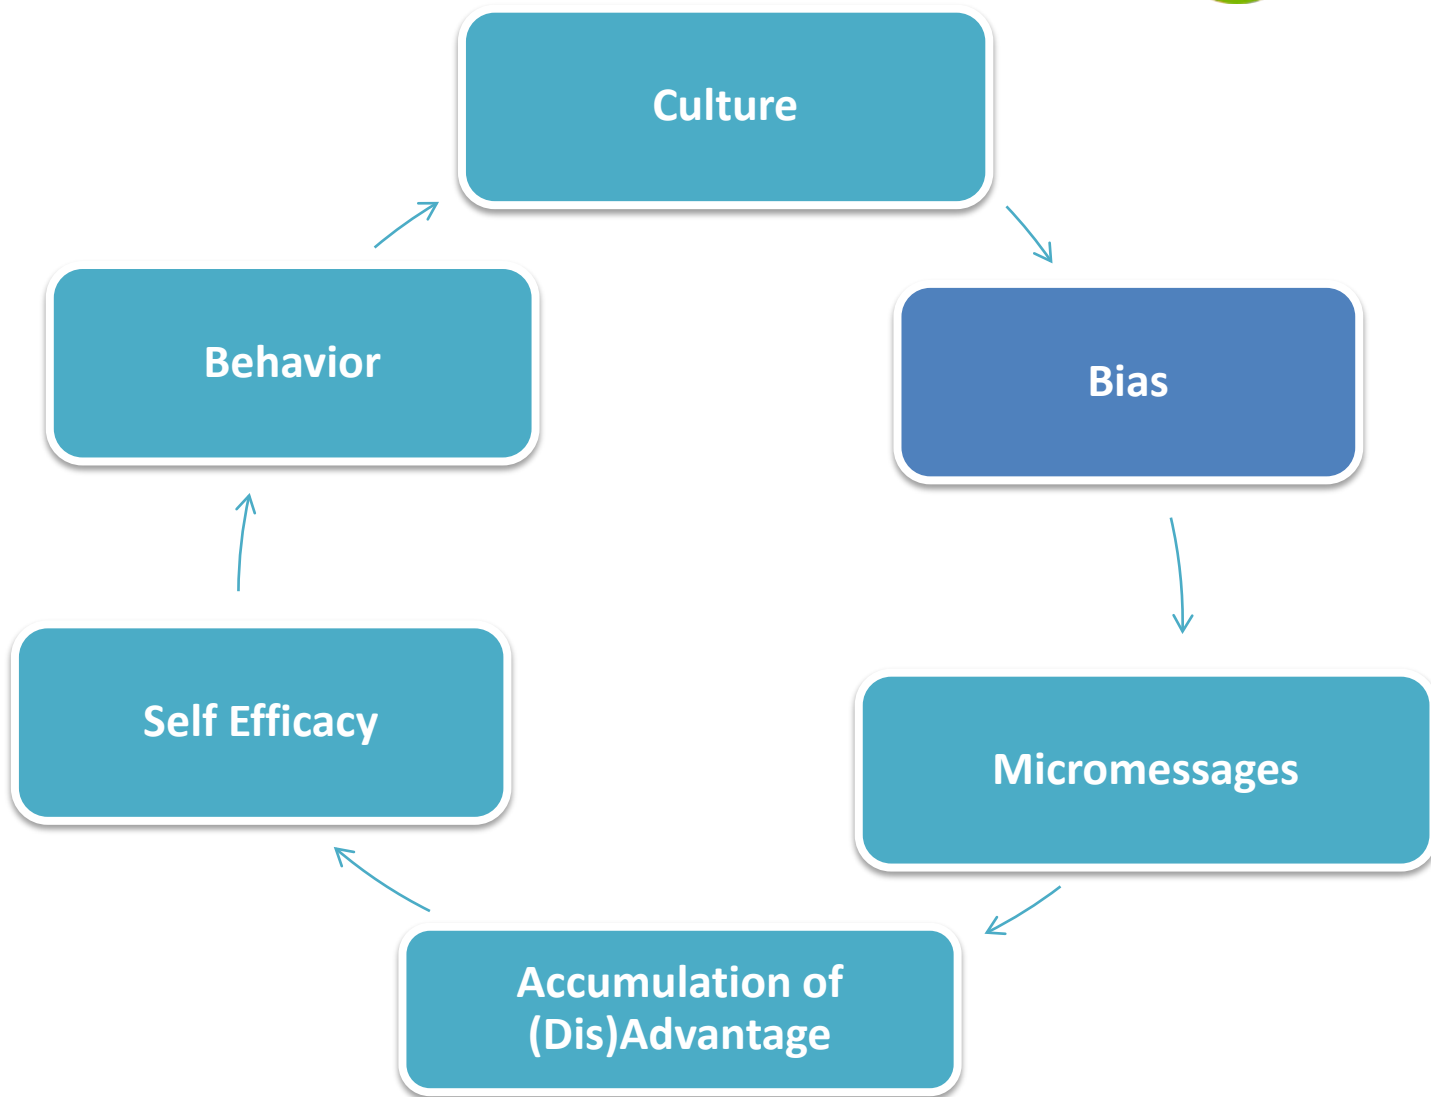 Culture
Bias
Micromessages
Accumulation of
(Dis)Advantage
Self Efficacy
Behavior